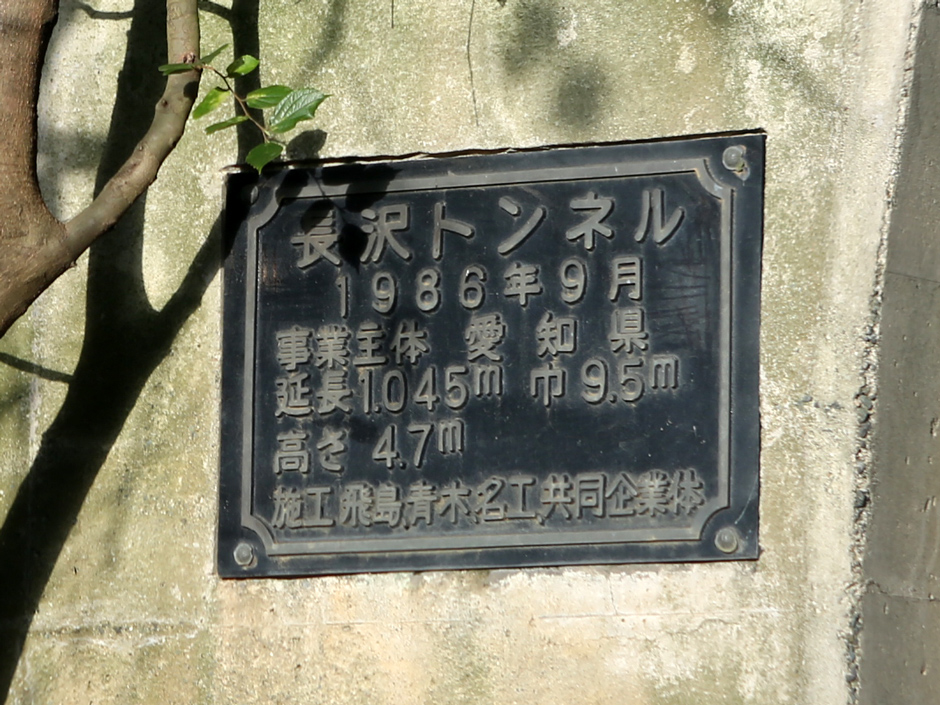 長沢トンネル
1986年9月
事業主体 愛知県
延長1.045m 巾9.5m
高さ 4.7m
施工 飛島、青木、名工、共同企業体